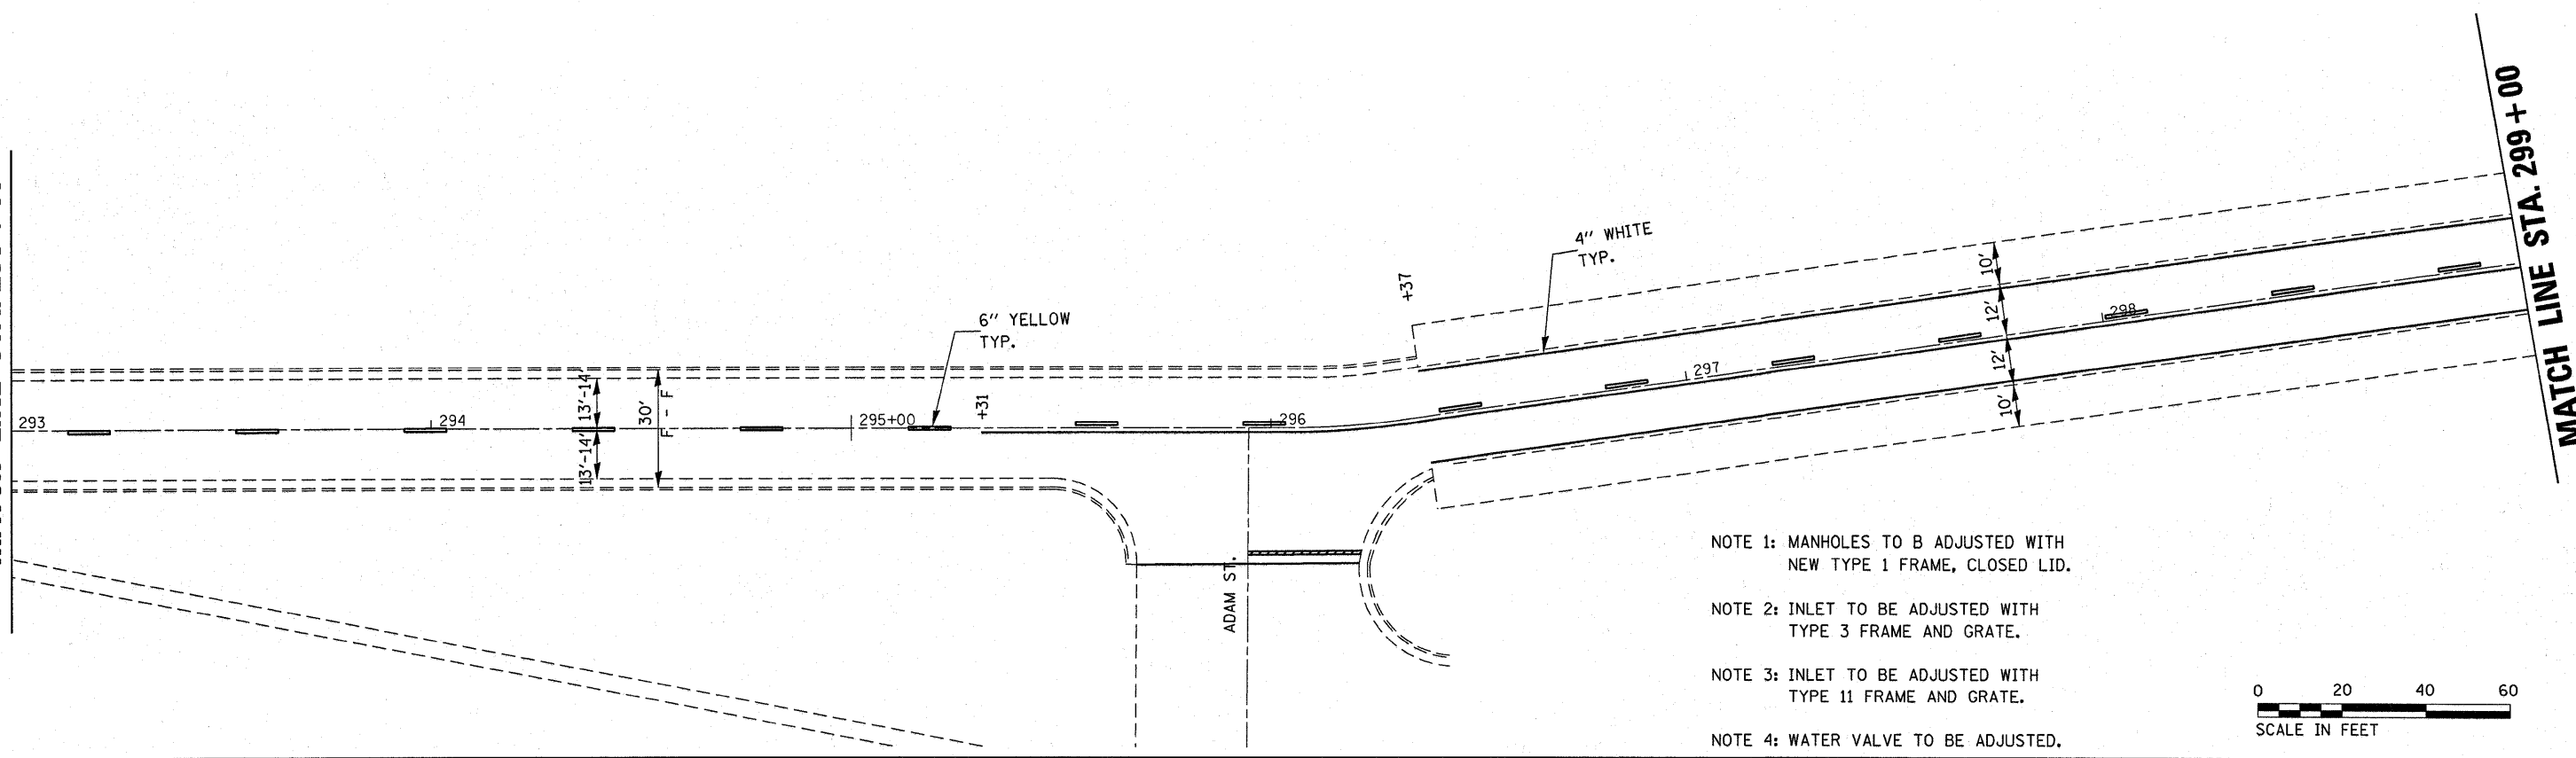 293
294
13'-14'
13'-14'
30'
F - F
295+00
6" YELLOW
TYP.
+31
296
ADAM ST.
+37
4" WHITE
TYP.
297
10'
12'
12'
10'
298
MATCH LINE STA. 299+00
NOTE 1: MANHOLES TO B ADJUSTED WITH
NEW TYPE 1 FRAME, CLOSED LID.
NOTE 2: INLET TO BE ADJUSTED WITH
TYPE 3 FRAME AND GRATE.
NOTE 3: INLET TO BE ADJUSTED WITH
TYPE 11 FRAME AND GRATE.
NOTE 4: WATER VALVE TO BE ADJUSTED.
0 20 40 60
SCALE IN FEET